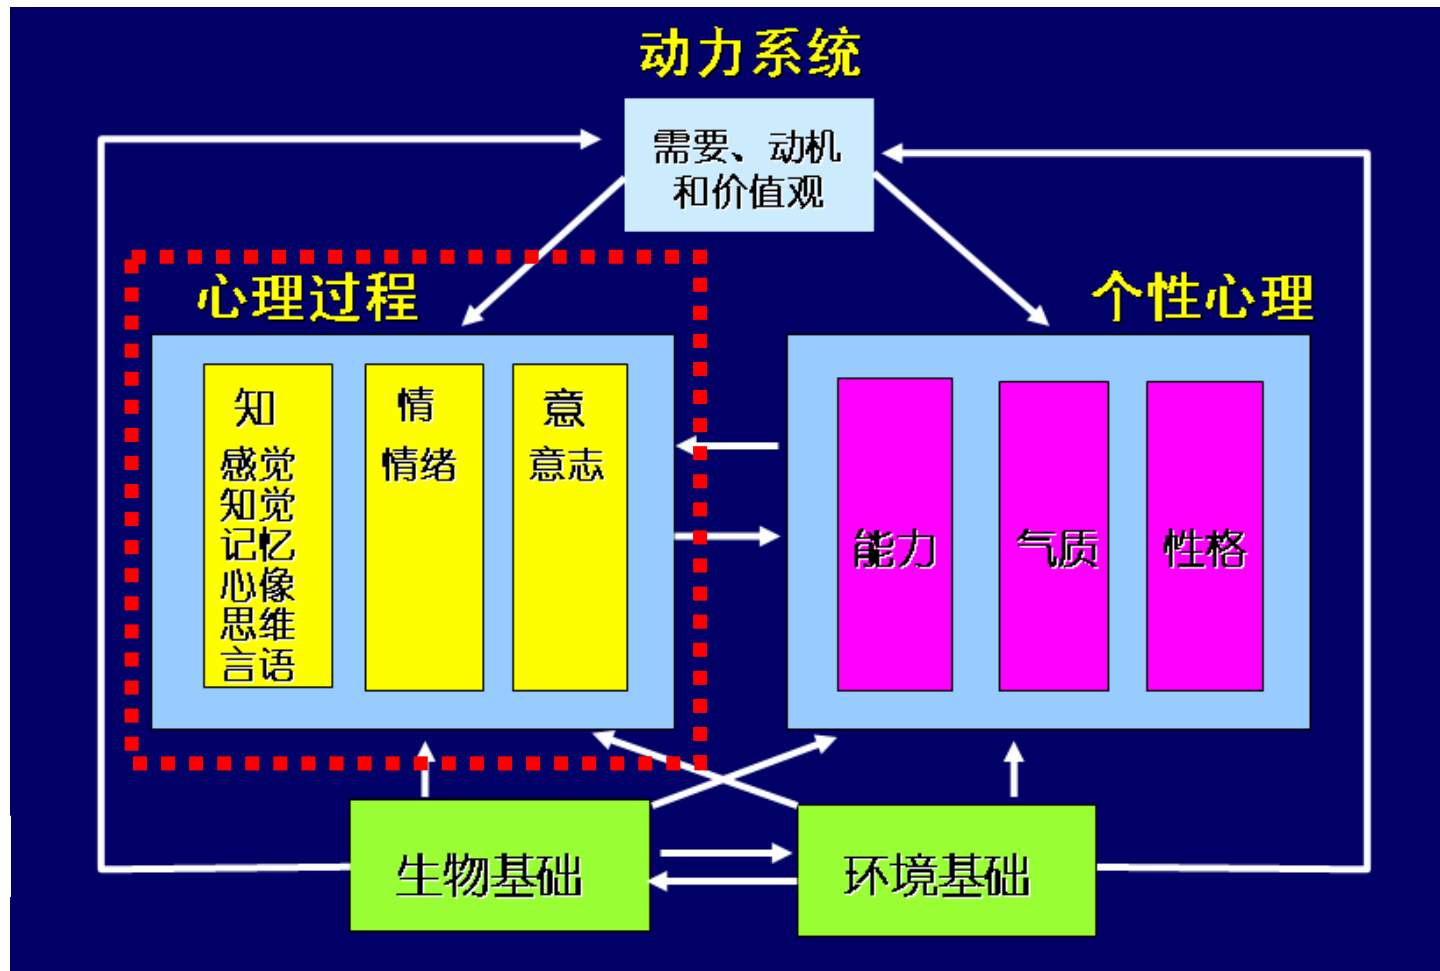 动力系统
需要、动机
和价值观
心理过程
个性心理
知
感觉
知觉
记忆
心像
思维
言语
情
情绪
意
意志
能力
气质
性格
生物基础
环境基础